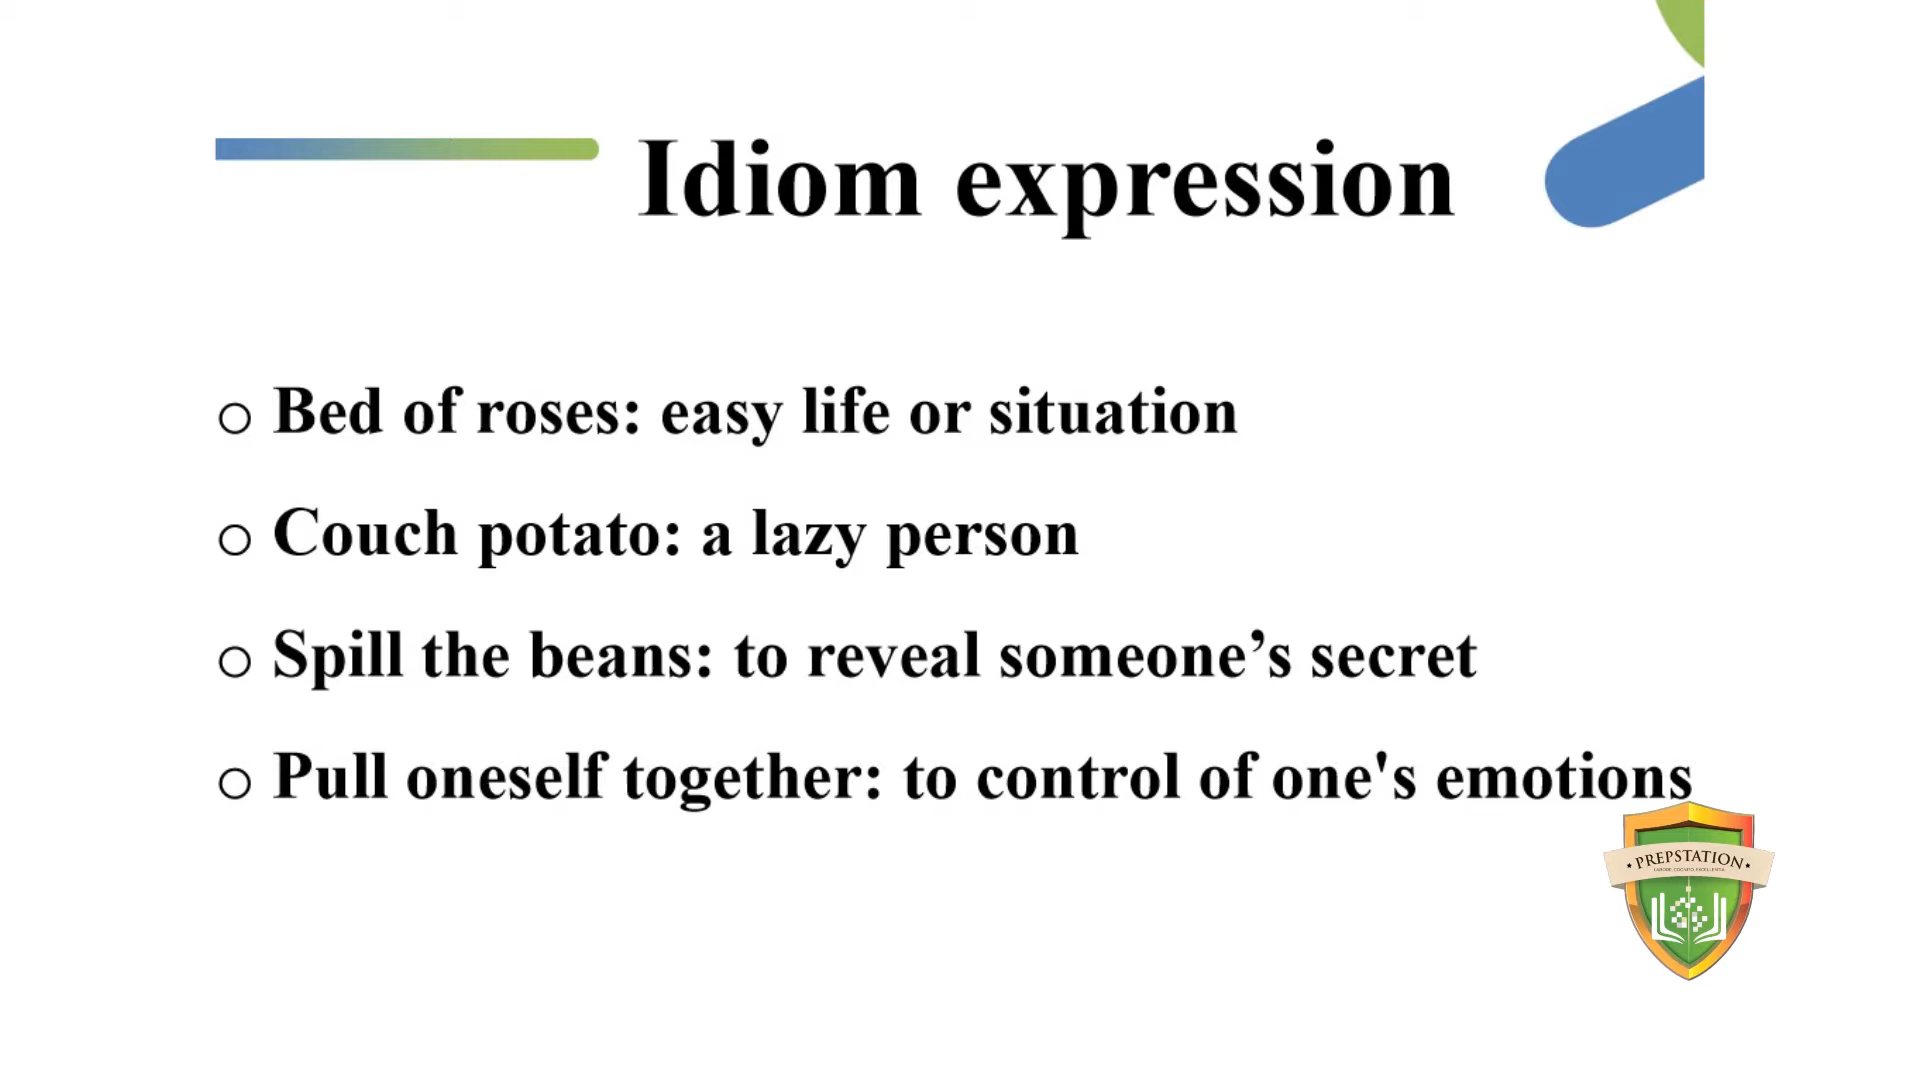 Idiom expression
Bed of roses: easy life or situation
Couch potato: a lazy person
Spill the beans: to reveal someone’s secret
Pull oneself together: to control of one's emotions
PREPSTATION